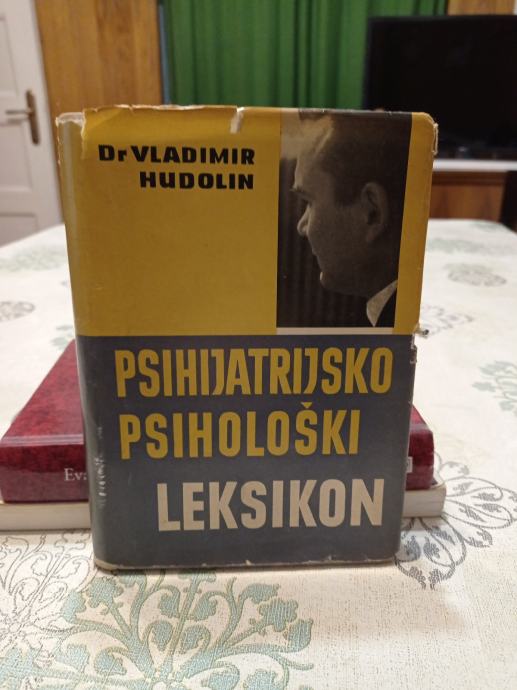 Dr VLADIMIR
HUDOLIN
PSIHIJATRIJSKO
PSIHOLOŠKI
LEKSIKON